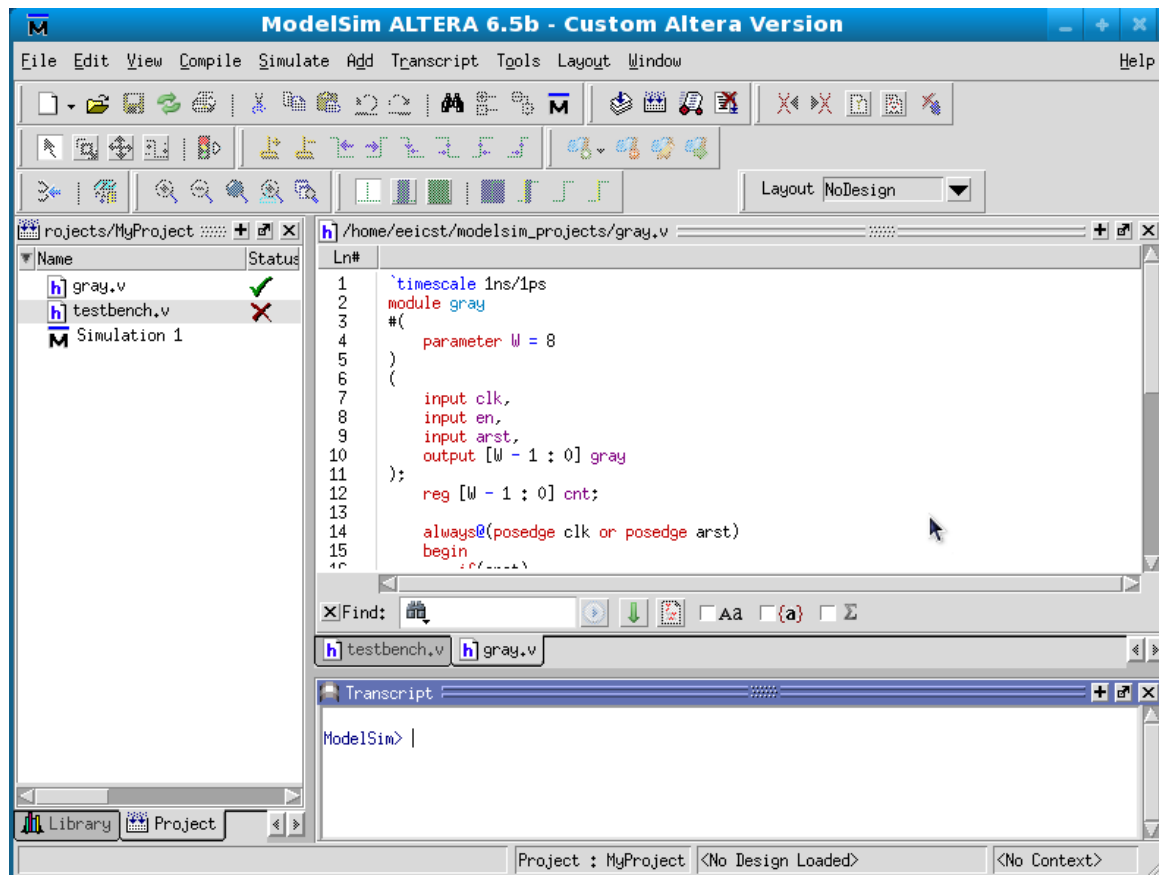 ModelSim ALTERA 6.5b - Custom Altera Version
File Edit View Compile Simulate Add Transcript Tools Layout Window Help
Layout NoDesign
rojects/MyProject
Name Status
gray.v
testbench.v
Simulation 1
/home/eeicst/modelsim_projects/gray.v
Ln#
1 `timescale 1ns/1ps
2 module gray
3 #(
4 parameter W = 8
5 )
6 (
7 input clk,
8 input en,
9 input arst,
10 output [W - 1 : 0] gray
11 );
12 reg [W - 1 : 0] cnt;
13
14 always@(posedge clk or posedge arst)
15 begin
Find: Aa {a} Σ
testbench.v gray.v
Transcript
ModelSim>
Library Project
Project : MyProject <No Design Loaded> <No Context>